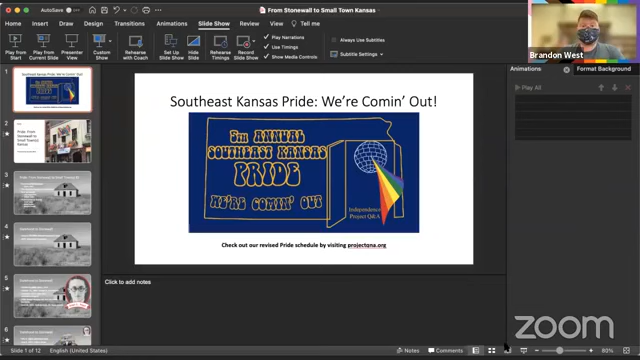 AutoSave
From Stonewall to Small Town Kansas
Home
Insert
Draw
Design
Transitions
Animations
Slide Show
Review
View
Tell me
Play from Start
Play from Current Slide
Presenter View
Custom Show
Set Up Slide Show
Hide Slide
Rehearse with Coach
Rehearse Timings
Record Slide Show
Play Narrations
Use Timings
Show Media Controls
Always Use Subtitles
Subtitle Settings
Brandon West
Animations
Format Background
Play All
1
Southeast Kansas Pride: We're Comin' Out!
2
Pride: From Stonewall to Small Town Kansas
3
4
5
6
Southeast Kansas Pride: We're Comin' Out!
5TH ANNUAL
SOUTHEAST KANSAS
PRIDE
WE'RE COMIN' OUT
Independence
Project Q&A
Check out our revised Pride schedule by visiting projectqna.org
Click to add notes
Slide 1 of 12
English (United States)
Notes
Comments
80%
zoom